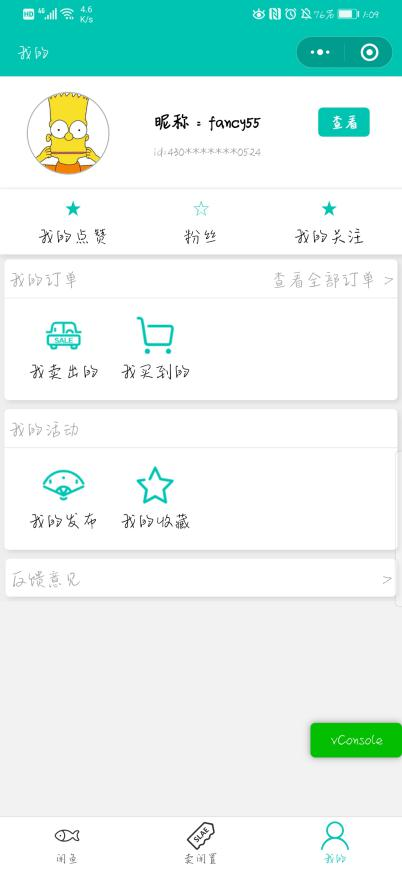 HD 4G 4.6 K/s 76% 1:09
我的
昵称：fancy55
查看
id:430*******0524
我的点赞 粉丝 我的关注
我的订单 查看全部订单 >
SALE
我卖出的 我买到的
我的活动
我的发布 我的收藏
反馈意见 >
vConsole
SLAE
闲鱼 卖闲置 我的